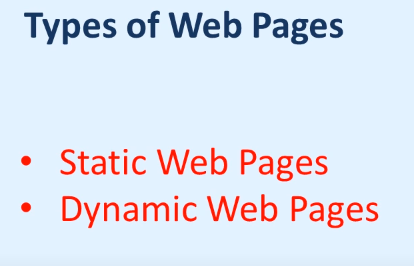 Types of Web Pages
• Static Web Pages
• Dynamic Web Pages